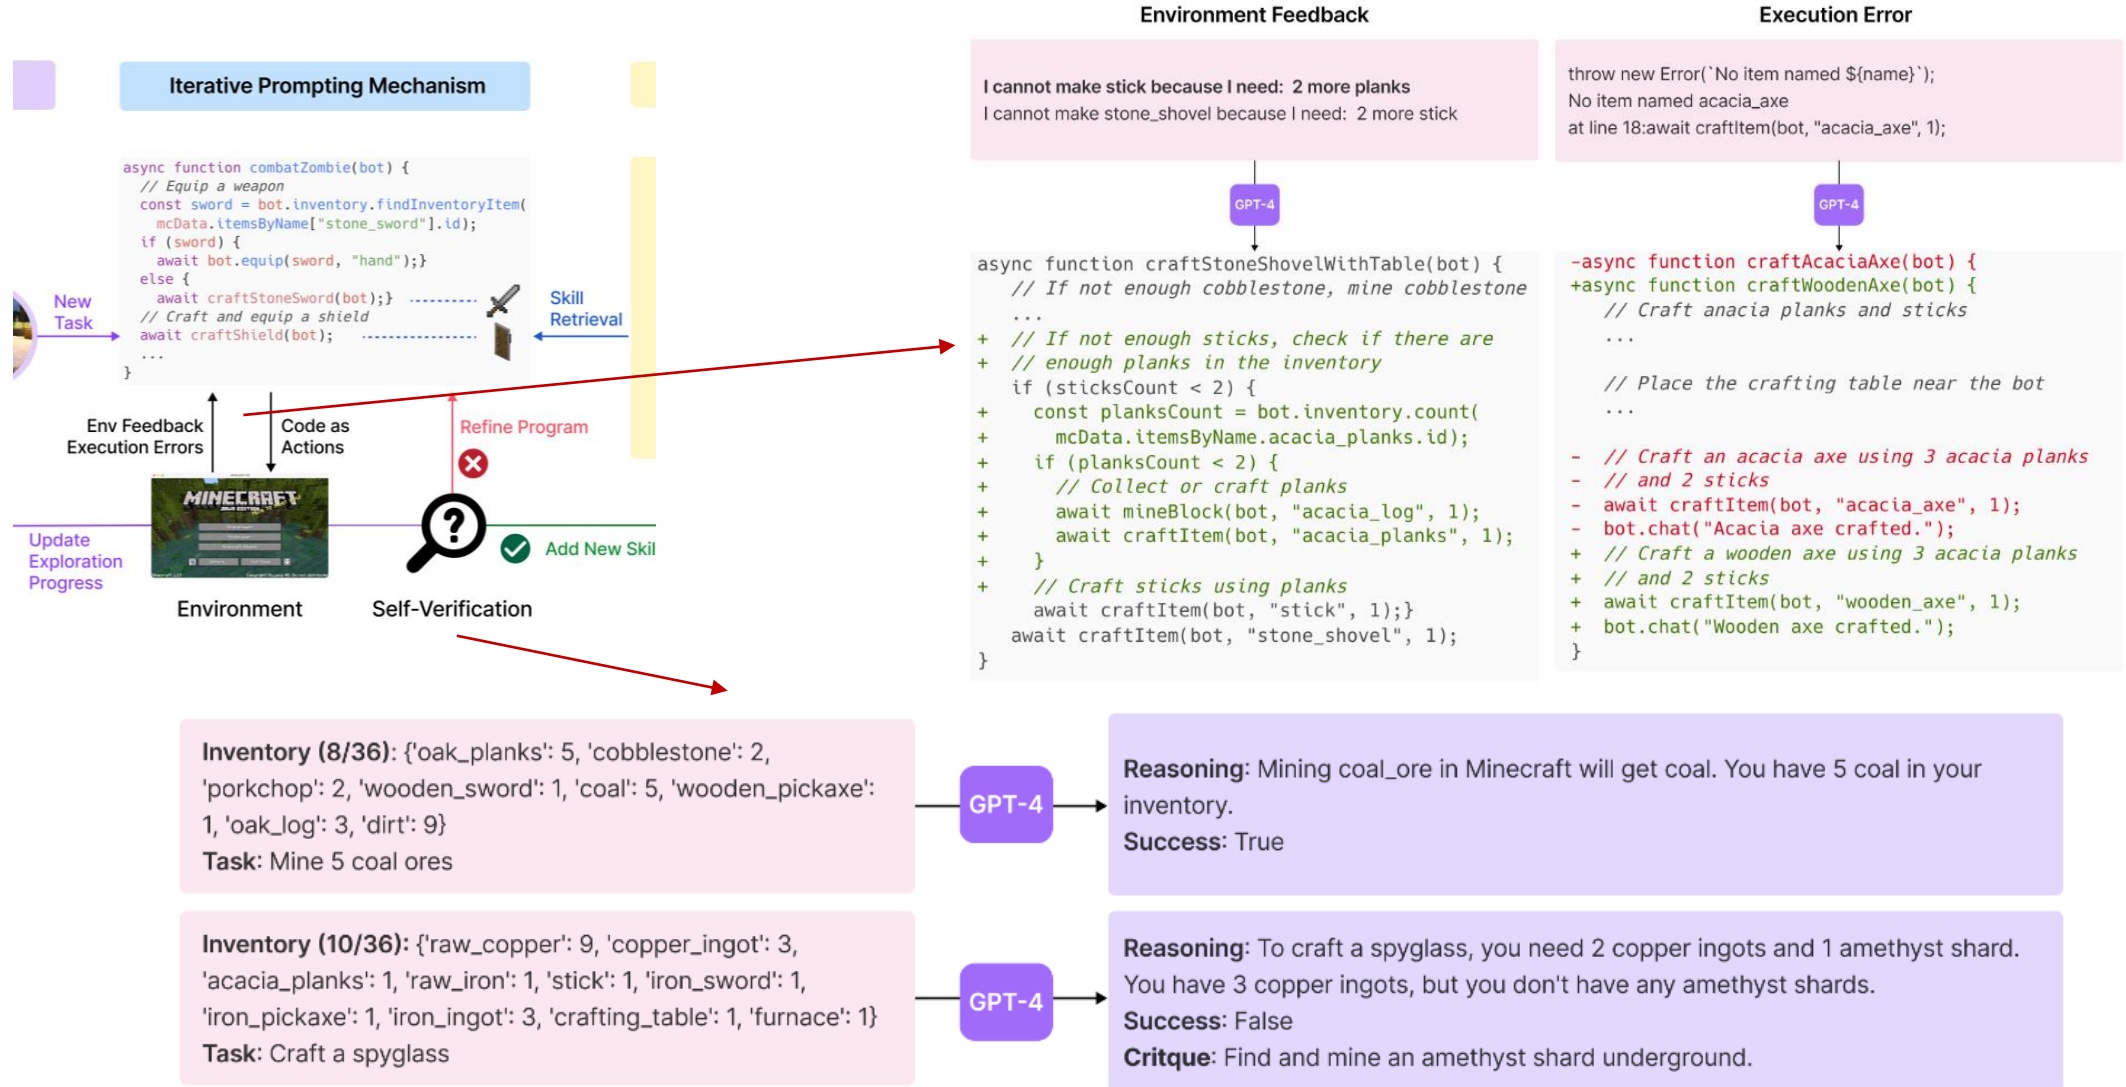 Iterative Prompting Mechanism
async function combatZombie(bot) {
// Equip a weapon
const sword = bot.inventory.findInventoryItem(
mcData.itemsByName["stone_sword"].id);
if (sword) {
await bot.equip(sword, "hand");}
else {
await craftStoneSword(bot);}
// Craft and equip a shield
await craftShield(bot);
...
}
New
Task
Skill
Retrieval
Env Feedback
Execution Errors
Code as
Actions
Refine Program
MINECRAFT
Update
Exploration
Progress
Add New Skil
Environment
Self-Verification
Environment Feedback
I cannot make stick because I need: 2 more planks
I cannot make stone_shovel because I need: 2 more stick
GPT-4
async function craftStoneShovelWithTable(bot) {
// If not enough cobblestone, mine cobblestone
...
+ // If not enough sticks, check if there are
+ // enough planks in the inventory
if (sticksCount < 2) {
+ const planksCount = bot.inventory.count(
+ mcData.itemsByName.acacia_planks.id);
+ if (planksCount < 2) {
+ // Collect or craft planks
+ await mineBlock(bot, "acacia_log", 1);
+ await craftItem(bot, "acacia_planks", 1);
+ }
+ // Craft sticks using planks
await craftItem(bot, "stick", 1);}
await craftItem(bot, "stone_shovel", 1);
}
Execution Error
throw new Error(`No item named ${name}`);
No item named acacia_axe
at line 18:await craftItem(bot, "acacia_axe", 1);
GPT-4
-async function craftAcaciaAxe(bot) {
+async function craftWoodenAxe(bot) {
// Craft anacia planks and sticks
...
// Place the crafting table near the bot
...
- // Craft an acacia axe using 3 acacia planks
- // and 2 sticks
- await craftItem(bot, "acacia_axe", 1);
- bot.chat("Acacia axe crafted.");
+ // Craft a wooden axe using 3 acacia planks
+ // and 2 sticks
+ await craftItem(bot, "wooden_axe", 1);
+ bot.chat("Wooden axe crafted.");
}
Inventory (8/36): {'oak_planks': 5, 'cobblestone': 2,
'porkchop': 2, 'wooden_sword': 1, 'coal': 5, 'wooden_pickaxe':
1, 'oak_log': 3, 'dirt': 9}
Task: Mine 5 coal ores
GPT-4
Reasoning: Mining coal_ore in Minecraft will get coal. You have 5 coal in your
inventory.
Success: True
Inventory (10/36): {'raw_copper': 9, 'copper_ingot': 3,
'acacia_planks': 1, 'raw_iron': 1, 'stick': 1, 'iron_sword': 1,
'iron_pickaxe': 1, 'iron_ingot': 3, 'crafting_table': 1, 'furnace': 1}
Task: Craft a spyglass
GPT-4
Reasoning: To craft a spyglass, you need 2 copper ingots and 1 amethyst shard.
You have 3 copper ingots, but you don't have any amethyst shards.
Success: False
Critque: Find and mine an amethyst shard underground.